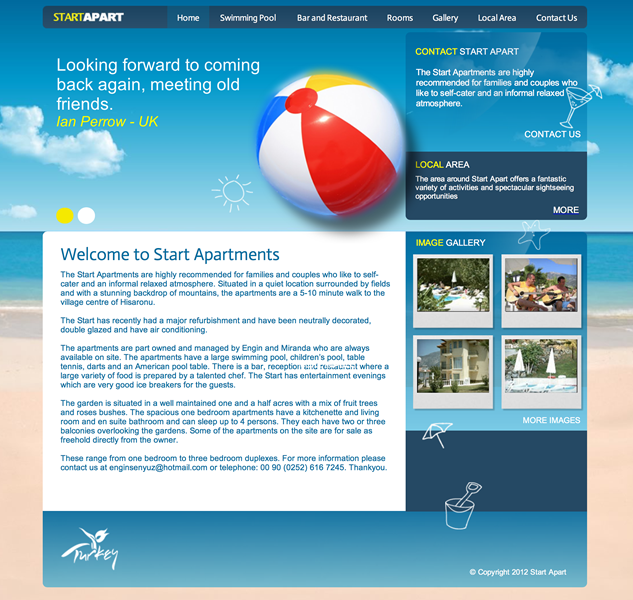 STARTAPART
Home Swimming Pool Bar and Restaurant Rooms Gallery Local Area Contact Us
Looking forward to coming
back again, meeting old
friends.
Ian Perrow - UK
CONTACT START APART
The Start Apartments are highly
recommended for families and couples who
like to self-cater and an informal relaxed
atmosphere.
CONTACT US
LOCAL AREA
The area around Start Apart offers a fantastic
variety of activities and spectacular sightseeing
opportunities
MORE
Welcome to Start Apartments
The Start Apartments are highly recommended for families and couples who like to self-
cater and an informal relaxed atmosphere. Situated in a quiet location surrounded by fields
and with a stunning backdrop of mountains, the apartments are a 5-10 minute walk to the
village centre of Hisaronu.
The Start has recently had a major refurbishment and have been neutrally decorated,
double glazed and have air conditioning.
The apartments are part owned and managed by Engin and Miranda who are always
available on site. The apartments have a large swimming pool, children's pool, table
tennis, darts and an American pool table. There is a bar, reception and restaurant where a
large variety of food is prepared by a talented chef. The Start has entertainment evenings
which are very good ice breakers for the guests.
The garden is situated in a well maintained one and a half acres with a mix of fruit trees
and roses bushes. The spacious one bedroom apartments have a kitchenette and living
room and en suite bathroom and can sleep up to 4 persons. They each have two or three
balconies overlooking the gardens. Some of the apartments on the site are for sale as
freehold directly from the owner.
These range from one bedroom to three bedroom duplexes. For more information please
contact us at enginsenyuz@hotmail.com or telephone: 00 90 (0252) 616 7245. Thankyou.
IMAGE GALLERY
MORE IMAGES
Turkey
© Copyright 2012 Start Apart